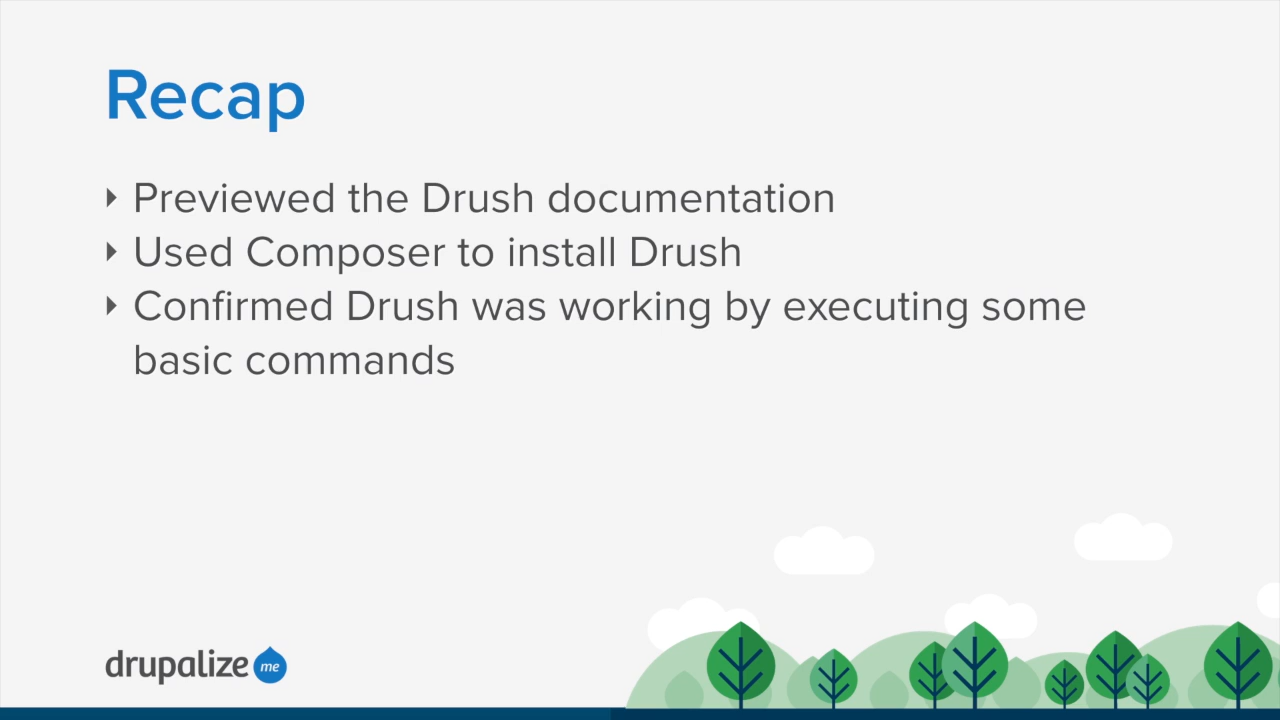 Recap
Previewed the Drush documentation
Used Composer to install Drush
Confirmed Drush was working by executing some
basic commands
drupalize me